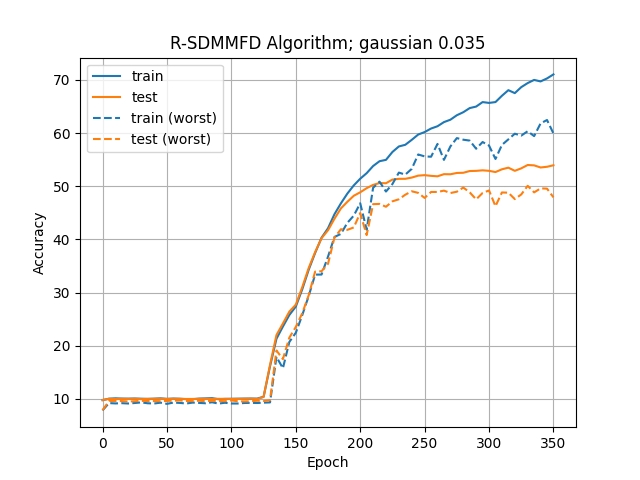 R-SDMMFD Algorithm; gaussian 0.035
train
test
train (worst)
test (worst)
Accuracy
70
60
50
40
30
20
10
0 50 100 150 200 250 300 350
Epoch